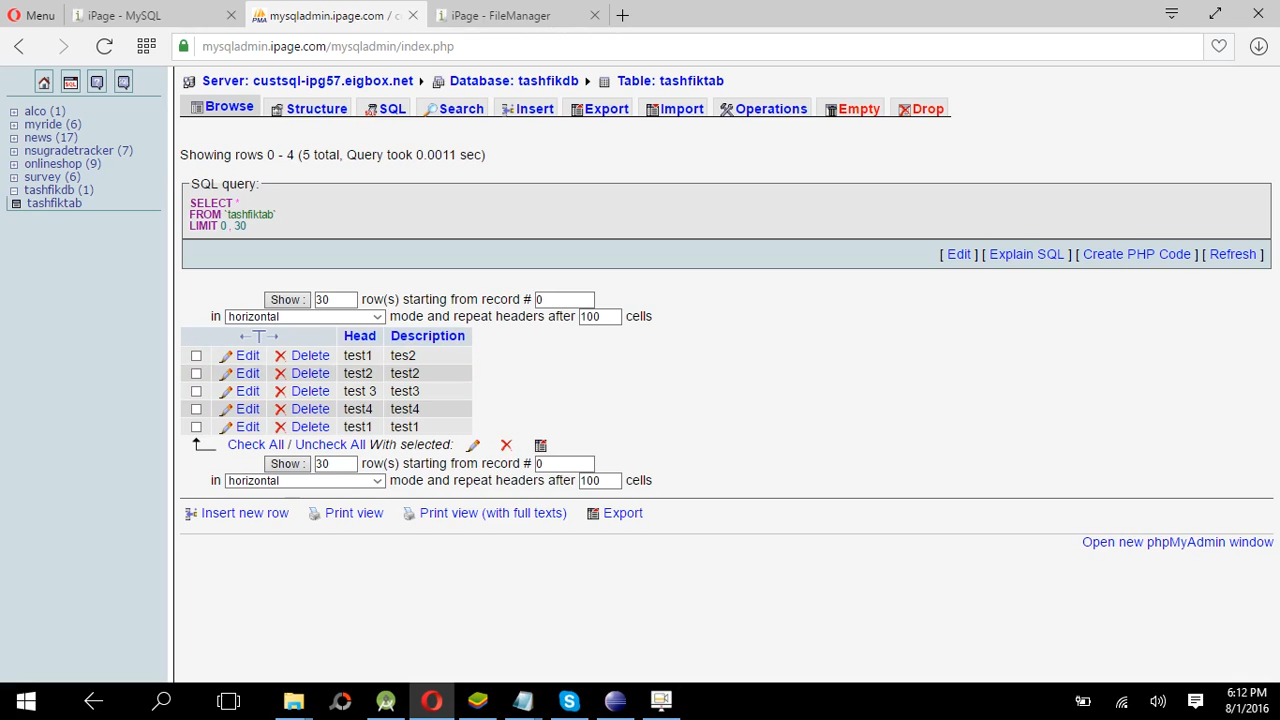 Menu
iPage - MySQL
PMA mysqladmin.ipage.com / c
iPage - FileManager
mysqladmin.ipage.com/mysqladmin/index.php
Server: custsql-ipg57.eigbox.net Database: tashfikdb Table: tashfiktab
Browse Structure SQL Search Insert Export Import Operations Empty Drop
SQL
alco (1)
myride (6)
news (17)
nsugradetracker (7)
onlineshop (9)
survey (6)
tashfikdb (1)
tashfiktab
Showing rows 0 - 4 (5 total, Query took 0.0011 sec)
SQL query:
SELECT *
FROM `tashfiktab`
LIMIT 0 , 30
[ Edit ] [ Explain SQL ] [ Create PHP Code ] [ Refresh ]
Show : 30 row(s) starting from record # 0
in horizontal mode and repeat headers after 100 cells
←T→ Head Description
Edit Delete test1 tes2
Edit Delete test2 test2
Edit Delete test 3 test3
Edit Delete test4 test4
Edit Delete test1 test1
Check All / Uncheck All With selected:
Show : 30 row(s) starting from record # 0
in horizontal mode and repeat headers after 100 cells
Insert new row Print view Print view (with full texts) Export
Open new phpMyAdmin window
6:12 PM
8/1/2016